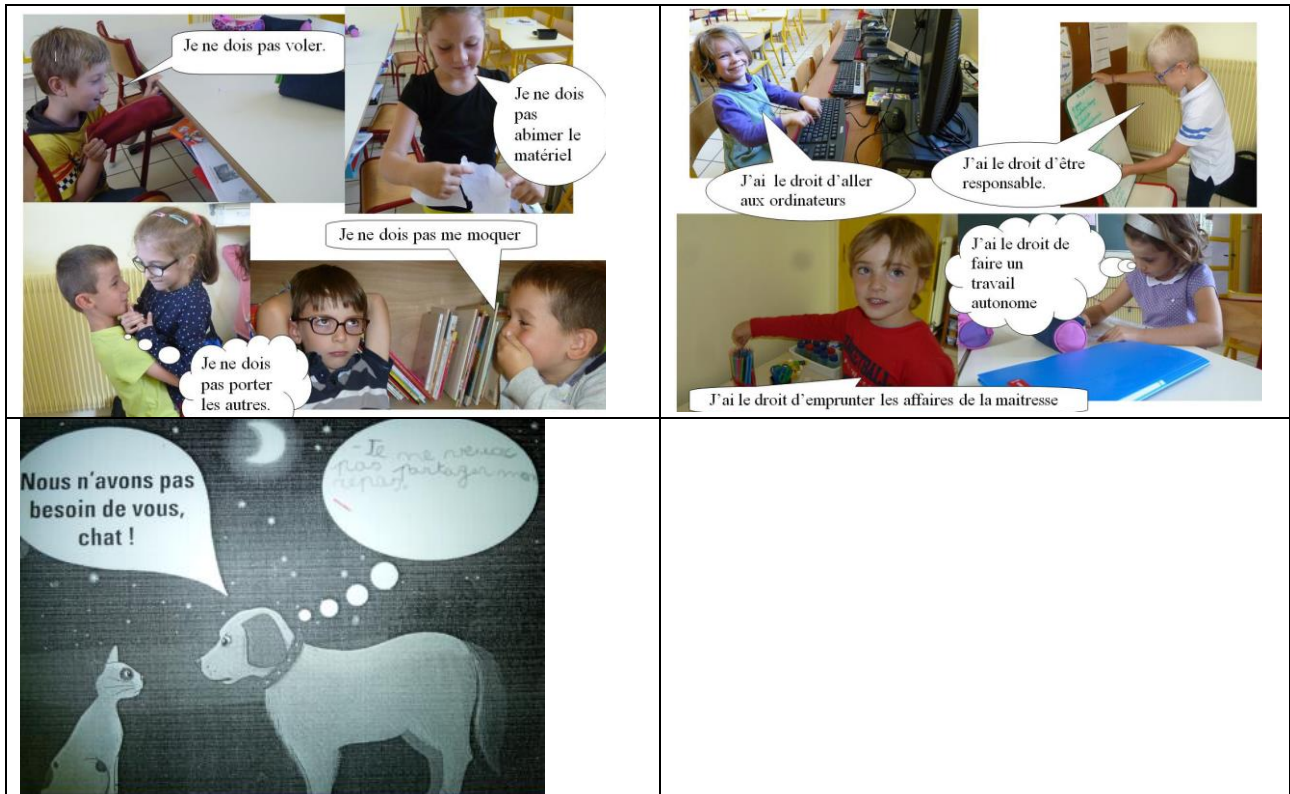 Je ne dois pas voler.
Je ne dois
pas
abimer le
matériel
Je ne dois pas me moquer
Je ne dois
pas porter
les autres.
J'ai le droit d'aller
aux ordinateurs
J'ai le droit d'être
responsable.
J'ai le droit de
faire un
travail
autonome
J'ai le droit d'emprunter les affaires de la maitresse
Nous n'avons pas
besoin de vous,
chat !
- Je ne veux
pas partager mon
repas.